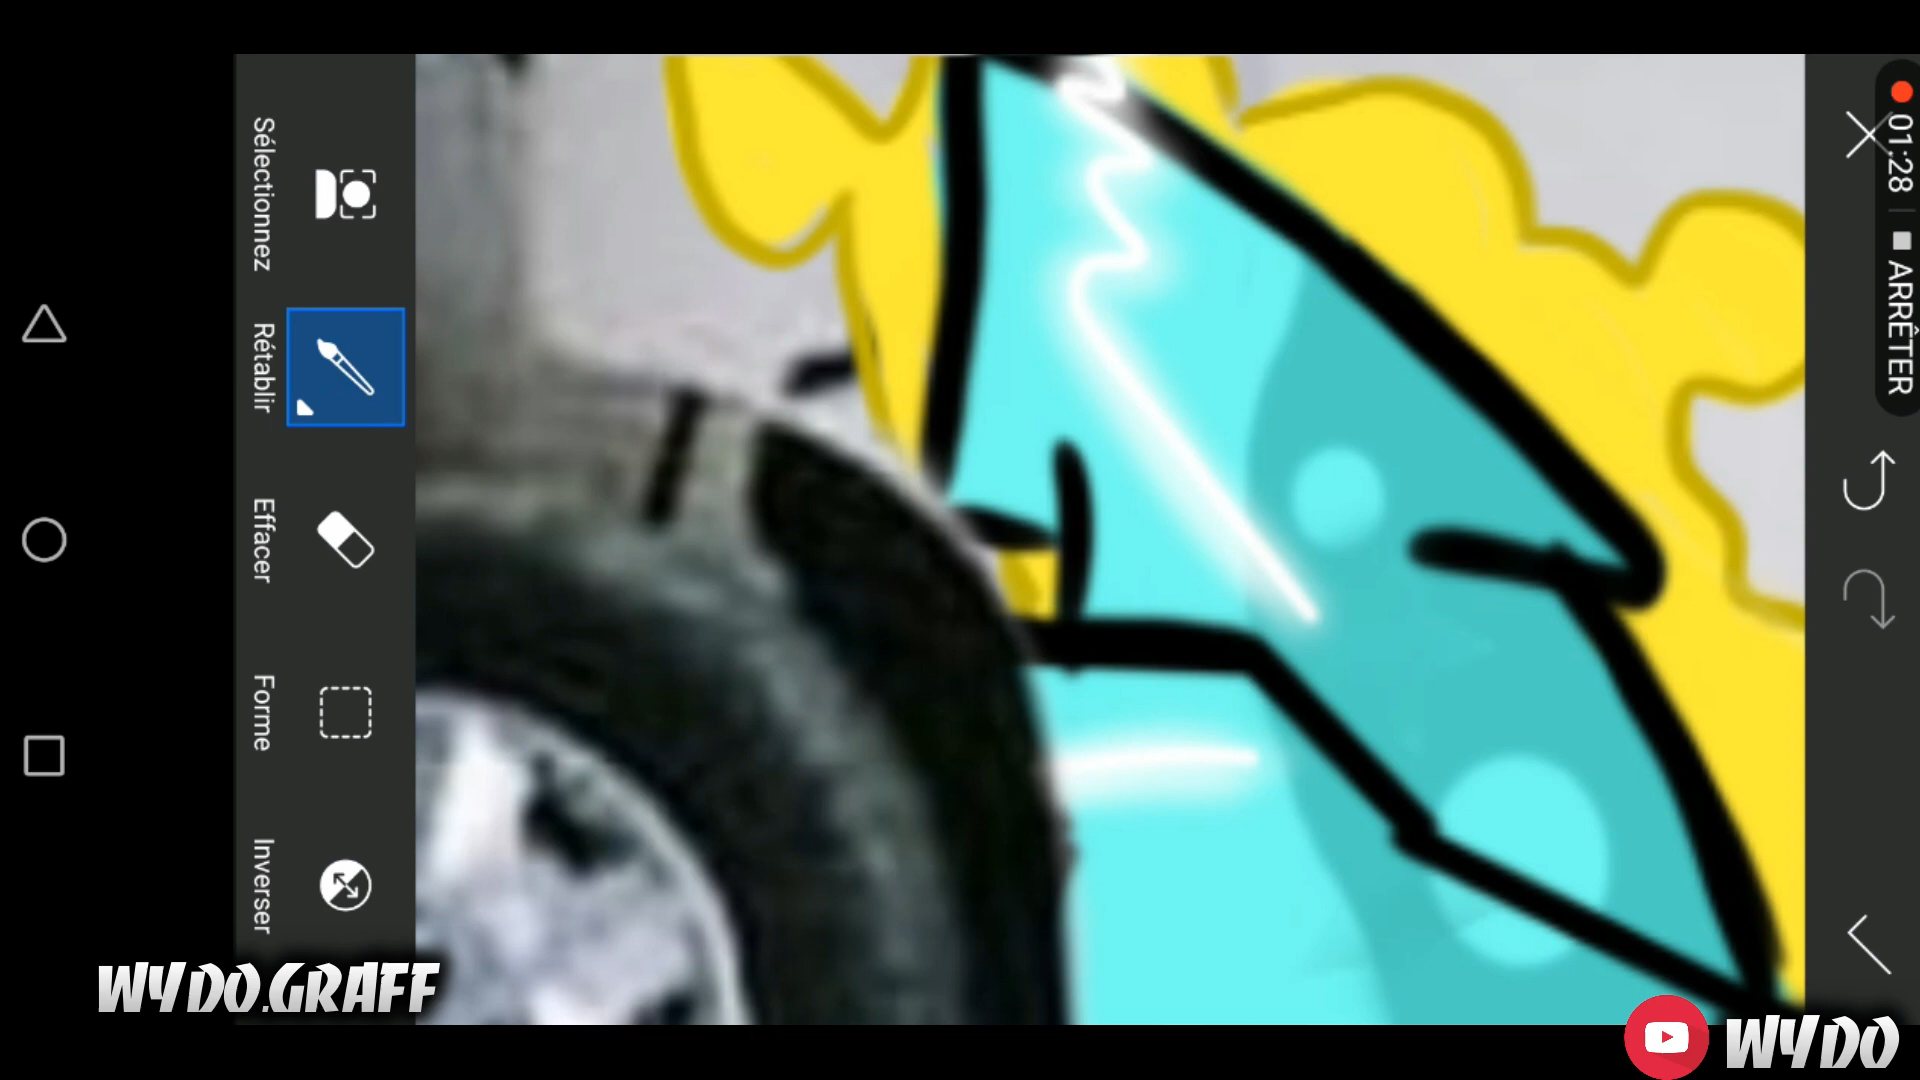 01:28
ARRÊTER
Sélectionnez
Rétablir
Effacer
Forme
Inverser
WYDO.GRAFF
WYDO